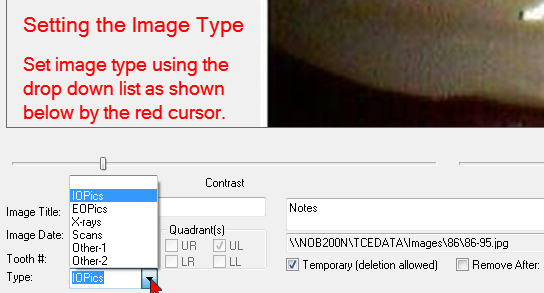 Setting the Image Type
Set image type using the
drop down list as shown
below by the red cursor.
Contrast
Image Title:
IOPics
EOPics
X-rays
Scans
Other-1
Other-2
Image Date:
Quadrant(s)
UR
UL
Tooth #:
LR
LL
Type:
IOPics
Notes
\\NOB200N\TCEDATA\Images\86\86-95.jpg
Temporary (deletion allowed)
Remove After: